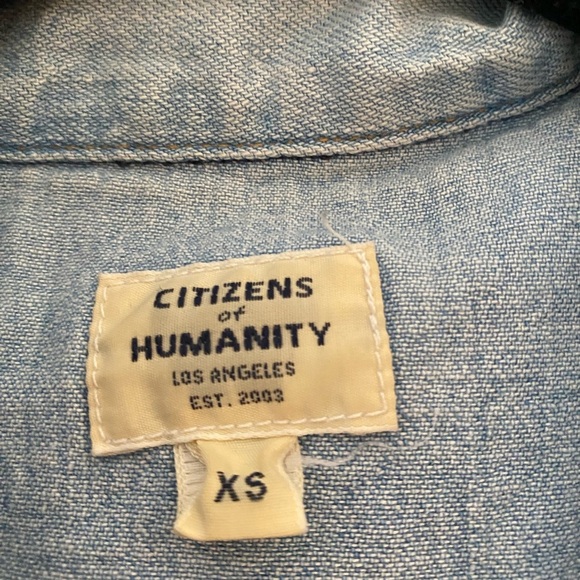 CITIZENS
of
HUMANITY
LOS ANGELES
EST. 2003
XS